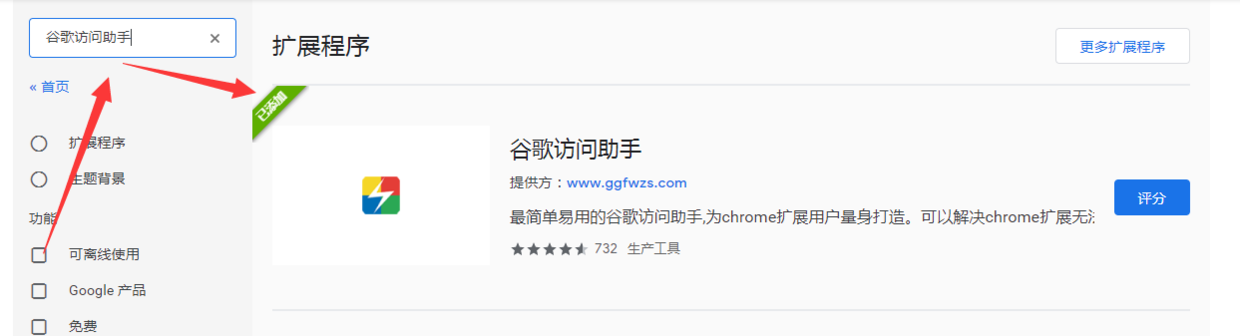 谷歌访问助手
×
« 首页
扩展程序
主题背景
功能
可离线使用
Google 产品
免费
扩展程序
更多扩展程序
已添加
谷歌访问助手
提供方：www.ggfwzs.com
最简单易用的谷歌访问助手,为chrome扩展用户量身打造。可以解决chrome扩展无
评分
732 生产工具